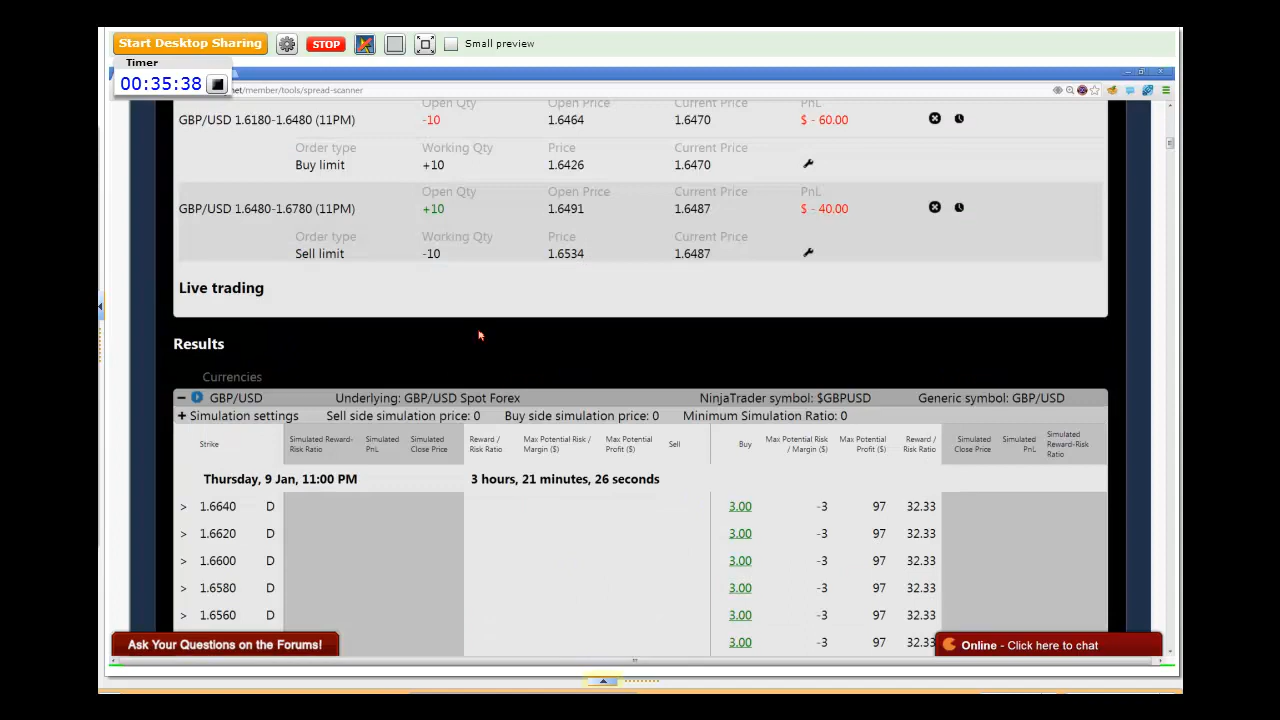 Start Desktop Sharing STOP Small preview
Timer
00:35:38
net/member/tools/spread-scanner
Open Qty Open Price Current Price PnL
GBP/USD 1.6180-1.6480 (11PM) -10 1.6464 1.6470 $ - 60.00
Order type Working Qty Price Current Price
Buy limit +10 1.6426 1.6470
Open Qty Open Price Current Price PnL
GBP/USD 1.6480-1.6780 (11PM) +10 1.6491 1.6487 $ - 40.00
Order type Working Qty Price Current Price
Sell limit -10 1.6534 1.6487
Live trading
Results
Currencies
GBP/USD Underlying: GBP/USD Spot Forex NinjaTrader symbol: $GBPUSD Generic symbol: GBP/USD
+ Simulation settings Sell side simulation price: 0 Buy side simulation price: 0 Minimum Simulation Ratio: 0
Strike Simulated Reward-Risk Ratio Simulated PnL Simulated Close Price Reward / Risk Ratio Max Potential Risk / Margin ($) Max Potential Profit ($) Sell Buy Max Potential Risk / Margin ($) Max Potential Profit ($) Reward / Risk Ratio Simulated Close Price Simulated PnL Simulated Reward-Risk Ratio
Thursday, 9 Jan, 11:00 PM 3 hours, 21 minutes, 26 seconds
> 1.6640 D 3.00 -3 97 32.33
> 1.6620 D 3.00 -3 97 32.33
> 1.6600 D 3.00 -3 97 32.33
> 1.6580 D 3.00 -3 97 32.33
> 1.6560 D 3.00 -3 97 32.33
3.00 -3 97 32.33
Ask Your Questions on the Forums! Online - Click here to chat